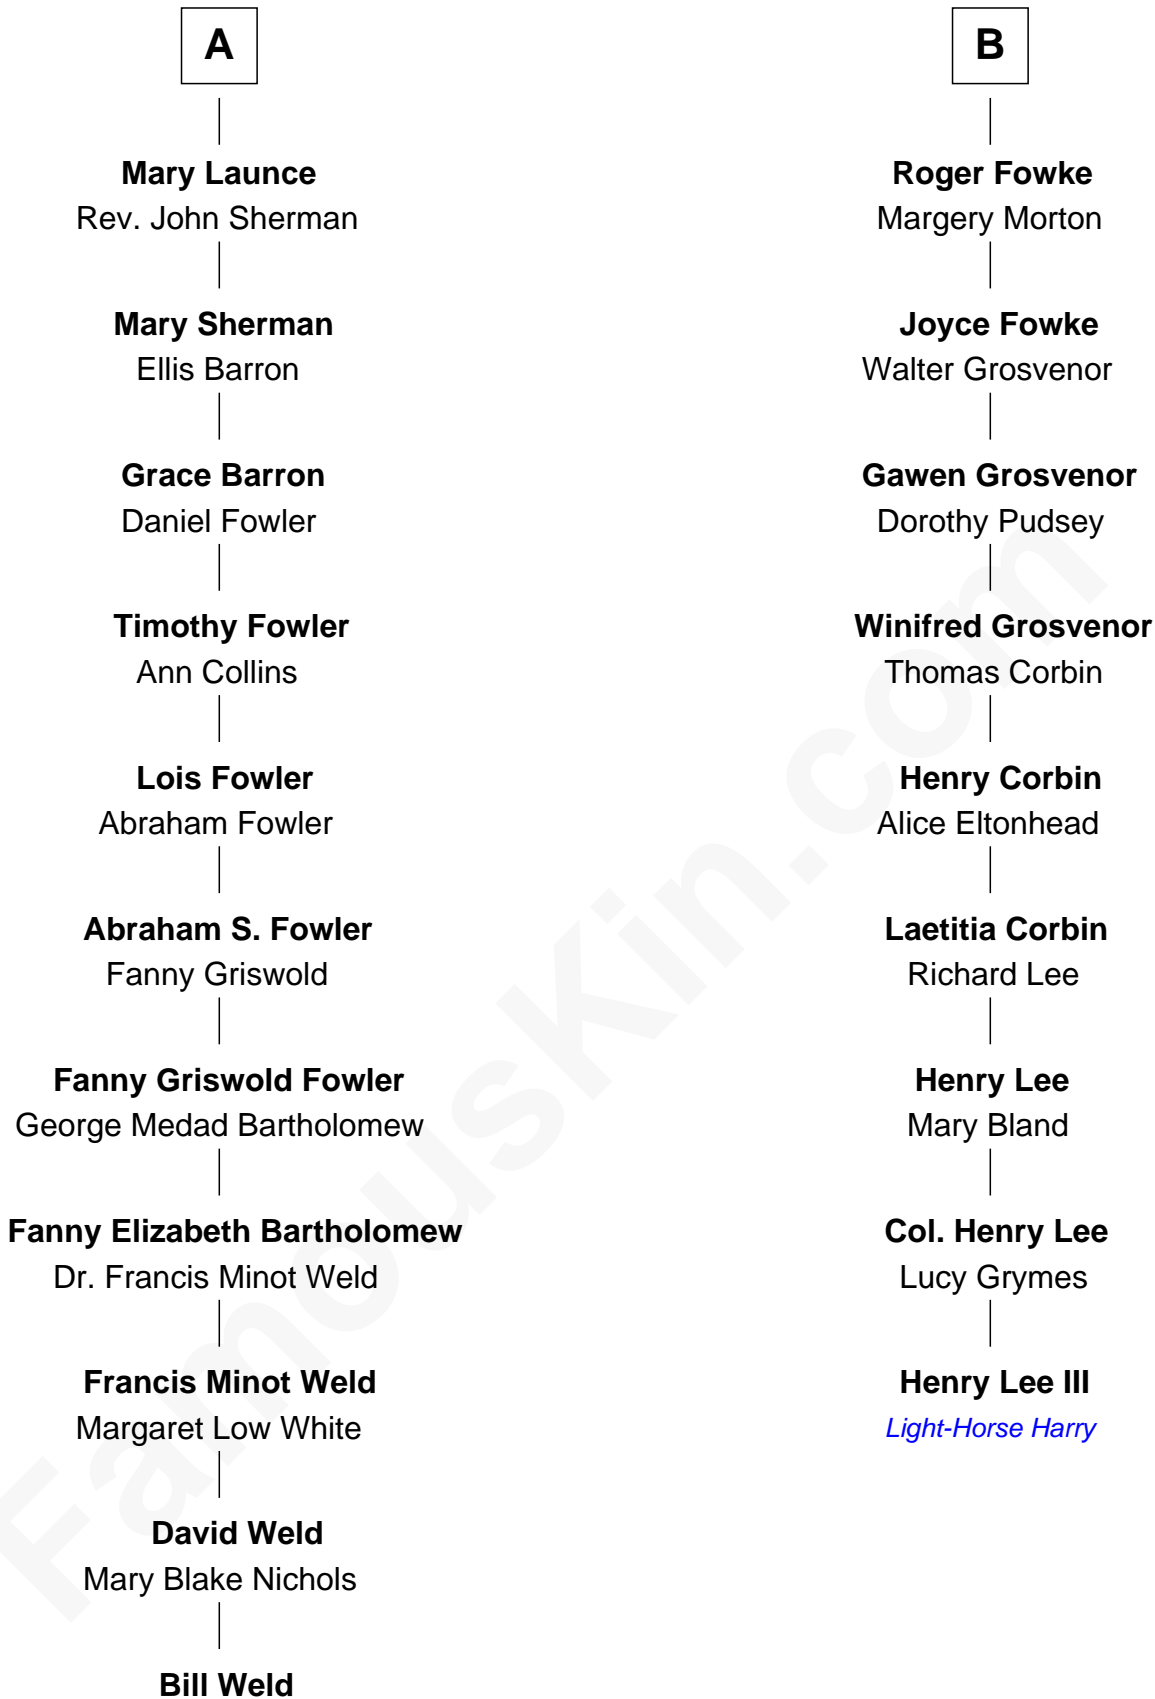 A
Mary Launce
Rev. John Sherman
Mary Sherman
Ellis Barron
Grace Barron
Daniel Fowler
Timothy Fowler
Ann Collins
Lois Fowler
Abraham Fowler
Abraham S. Fowler
Fanny Griswold
Fanny Griswold Fowler
George Medad Bartholomew
Fanny Elizabeth Bartholomew
Dr. Francis Minot Weld
Francis Minot Weld
Margaret Low White
David Weld
Mary Blake Nichols
Bill Weld
B
Roger Fowke
Margery Morton
Joyce Fowke
Walter Grosvenor
Gawen Grosvenor
Dorothy Pudsey
Winifred Grosvenor
Thomas Corbin
Henry Corbin
Alice Eltonhead
Laetitia Corbin
Richard Lee
Henry Lee
Mary Bland
Col. Henry Lee
Lucy Grymes
Henry Lee III
Light-Horse Harry
FamousKin.com